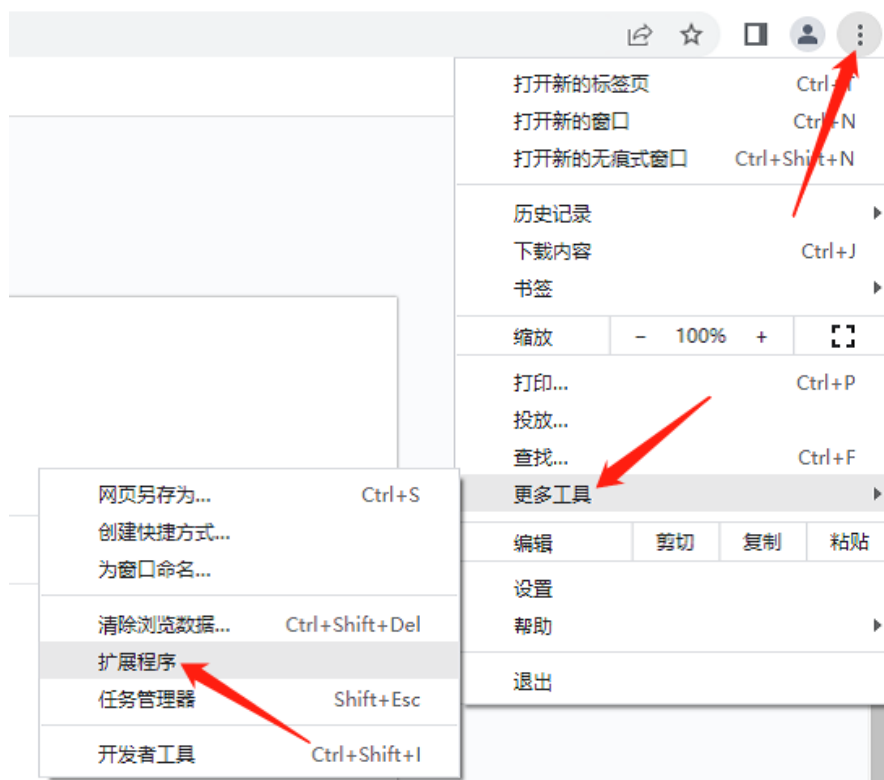 打开新的标签页 Ctrl+T
打开新的窗口 Ctrl+N
打开新的无痕式窗口 Ctrl+Shift+N
历史记录
下载内容 Ctrl+J
书签
缩放 - 100% +
打印... Ctrl+P
投放...
查找... Ctrl+F
更多工具
编辑 剪切 复制 粘贴
设置
帮助
退出
网页另存为... Ctrl+S
创建快捷方式...
为窗口命名...
清除浏览数据... Ctrl+Shift+Del
扩展程序
任务管理器 Shift+Esc
开发者工具 Ctrl+Shift+I